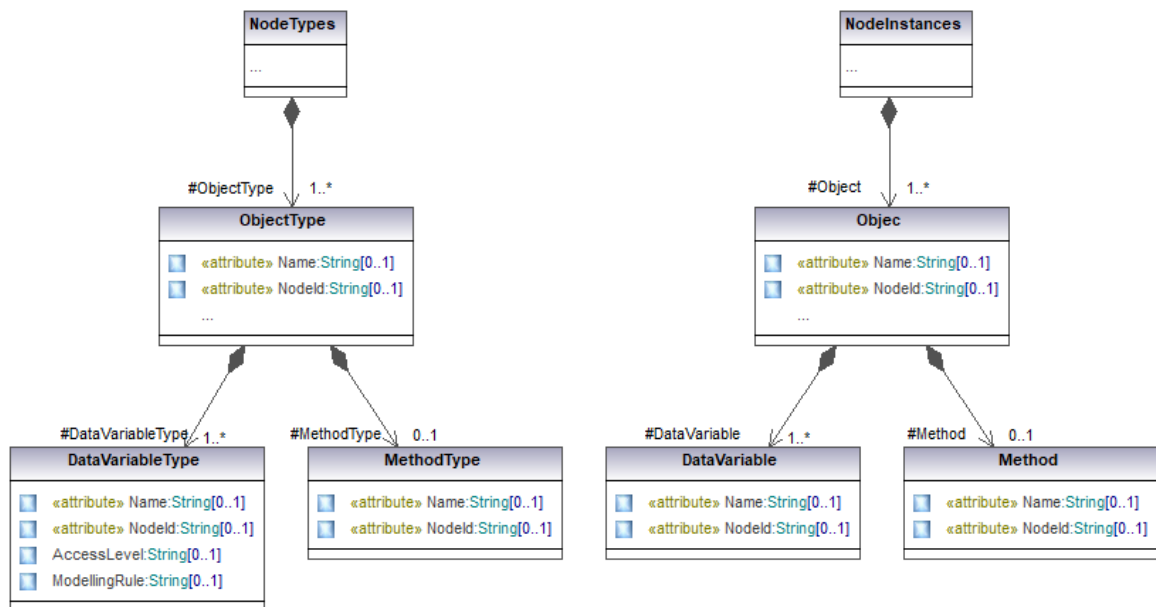 NodeTypes
...
#ObjectType 1..*
ObjectType
«attribute» Name:String[0..1]
«attribute» NodeId:String[0..1]
...
#DataVariableType 1..*
#MethodType 0..1
DataVariableType
«attribute» Name:String[0..1]
«attribute» NodeId:String[0..1]
AccessLevel:String[0..1]
ModellingRule:String[0..1]
MethodType
«attribute» Name:String[0..1]
«attribute» NodeId:String[0..1]
NodeInstances
...
#Object 1..*
Objec
«attribute» Name:String[0..1]
«attribute» NodeId:String[0..1]
...
#DataVariable 1..*
#Method 0..1
DataVariable
«attribute» Name:String[0..1]
«attribute» NodeId:String[0..1]
Method
«attribute» Name:String[0..1]
«attribute» NodeId:String[0..1]